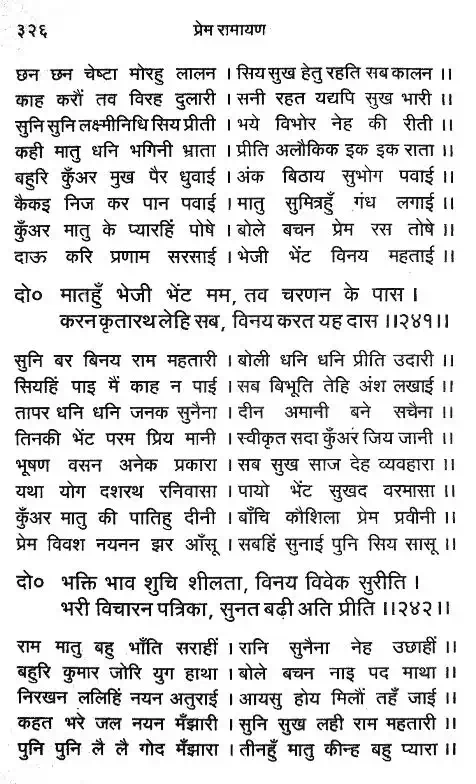 ३२६ प्रेम रामायण
छन छन चेष्टा मोरहु लालन । सिय सुख हेतु रहति सब कालन ।।
काह करौं तव विरह दुलारी । सनी रहत यद्यपि सुख भारी ।।
सुनि सुनि लक्ष्मीनिधि सिय प्रीती । भये विभोर नेह की रीती ।।
कही मातु धनि भगिनी भ्राता । प्रीति अलौकिक इक इक राता ।।
बहुरि कुँअर मुख पैर धुवाई । अंक बिठाय सुभोग पवाई ।।
कैकइ निज कर पान पवाई । मातु सुमित्रहुँ गंध लगाई ।।
कुँअर मातु के प्यारहिं पोषे । बोले बचन प्रेम रस तोषे ।।
दाऊ करि प्रणाम सरसाई । भेजी भेंट विनय महताई ।।
दो० मातहुँ भेजी भेंट मम, तव चरणन के पास ।
करन कृतारथ लेहि सब, विनय करत यह दास ।।२४१।।
सुनि बर बिनय राम महतारी । बोली धनि धनि प्रीति उदारी ।।
सियहिं पाइ मैं काह न पाई । सब बिभूति तेहि अंश लखाई ।।
तापर धनि धनि जनक सुनैना । दीन अमानी बने सचैना ।।
तिनकी भेंट परम प्रिय मानी । स्वीकृत सदा कुँअर जिय जानी ।।
भूषण वसन अनेक प्रकारा । सब सुख साज देह व्यवहारा ।।
यथा योग दशरथ रनिवासा । पायो भेंट सुखद वरमासा ।।
कुँअर मातु की पातिहु दीनी । बाँचि कौशिला प्रेम प्रवीनी ।।
प्रेम विवश नयनन झर आँसू । सबहिं सुनाई पुनि सिय सासू ।।
दो० भक्ति भाव शुचि शीलता, विनय विवेक सुरीति ।
भरी विचारन पत्रिका, सुनत बढ़ी अति प्रीति ।।२४२।।
राम मातु बहु भाँति सराहीं । रानि सुनैना नेह उछाहीं ।।
बहुरि कुमार जोरि युग हाथा । बोले बचन नाइ पद माथा ।।
निरखन ललिहिं नयन अतुराई । आयसु होय मिलौं तहँ जाई ।।
कहत भरे जल नयन मँझारी । सुनि सुख लही राम महतारी ।।
पुनि पुनि लै लै गोद मँझारा । तीनहुँ मातु कीन्ह बहु प्यारा ।।